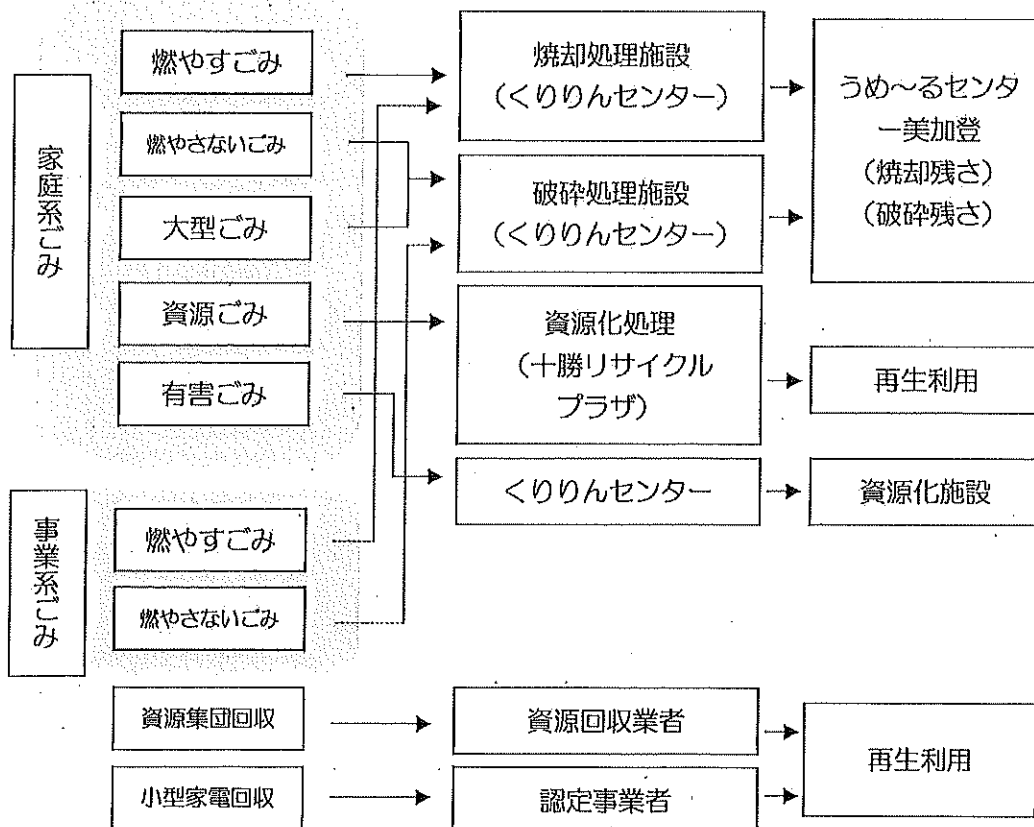 家庭系ごみ
燃やすごみ
燃やさないごみ
大型ごみ
資源ごみ
有害ごみ
事業系ごみ
燃やすごみ
燃やさないごみ
資源集団回収
小型家電回収
焼却処理施設
(くりりんセンター)
破砕処理施設
(くりりんセンター)
資源化処理
(十勝リサイクル
プラザ)
くりりんセンター
資源回収業者
認定事業者
うめ~るセンタ
ー美加登
(焼却残さ)
(破砕残さ)
再生利用
資源化施設
再生利用